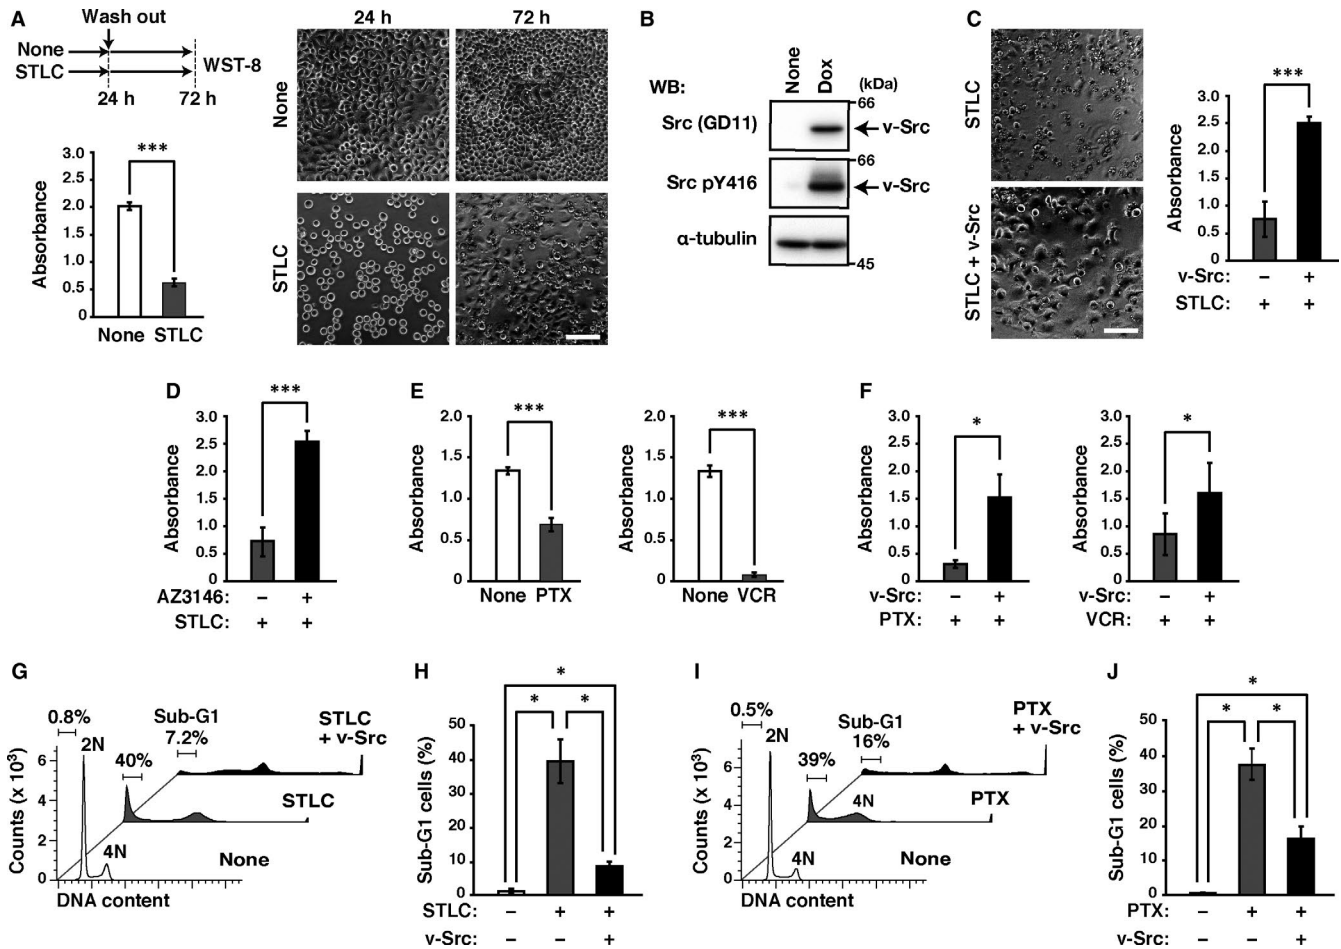 A
Wash out
None
STLC
WST-8
24 h
72 h
3.0
2.5
2.0
1.5
1.0
0.5
0
Absorbance
***
None STLC
24 h
72 h
None
STLC
B
WB:
None
Dox
(kDa)
66
Src (GD11)
v-Src
66
Src pY416
v-Src
α-tubulin
45
C
STLC
STLC + v-Src
***
3.0
2.5
2.0
1.5
1.0
0.5
0
Absorbance
v-Src: – +
STLC: + +
D
***
3.0
2.5
2.0
1.5
1.0
0.5
0
Absorbance
AZ3146: – +
STLC: + +
E
***
2.0
1.5
1.0
0.5
0
Absorbance
None PTX
***
2.0
1.5
1.0
0.5
0
Absorbance
None VCR
F
*
3.0
2.5
2.0
1.5
1.0
0.5
0
Absorbance
v-Src: – +
PTX: + +
*
3.0
2.5
2.0
1.5
1.0
0.5
0
Absorbance
v-Src: – +
VCR: + +
G
0.8%
2N
Sub-G1
7.2%
40%
STLC
+ v-Src
STLC
None
4N
6
4
2
0
Counts (x 10³)
DNA content
H
*
* *
50
40
30
20
10
0
Sub-G1 cells (%)
STLC: – + +
v-Src: – – +
I
0.5%
2N
Sub-G1
16%
39%
PTX
+ v-Src
4N
PTX
None
4N
6
4
2
0
Counts (x 10³)
DNA content
J
*
* *
50
40
30
20
10
0
Sub-G1 cells (%)
PTX: – + +
v-Src: – – +